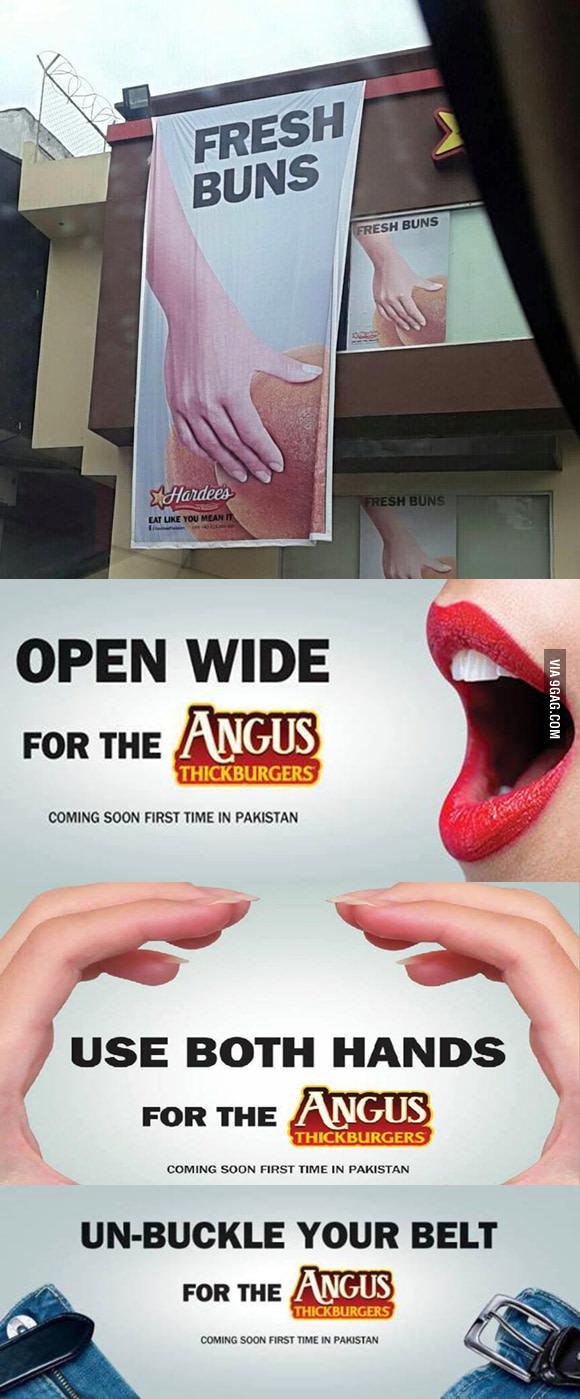 FRESH
BUNS
FRESH BUNS
Hardee's
EAT LIKE YOU MEAN IT
FRESH BUNS
OPEN WIDE
FOR THE ANGUS
THICKBURGERS
COMING SOON FIRST TIME IN PAKISTAN
VIA 9GAG.COM
USE BOTH HANDS
FOR THE ANGUS
THICKBURGERS
COMING SOON FIRST TIME IN PAKISTAN
UN-BUCKLE YOUR BELT
FOR THE ANGUS
THICKBURGERS
COMING SOON FIRST TIME IN PAKISTAN